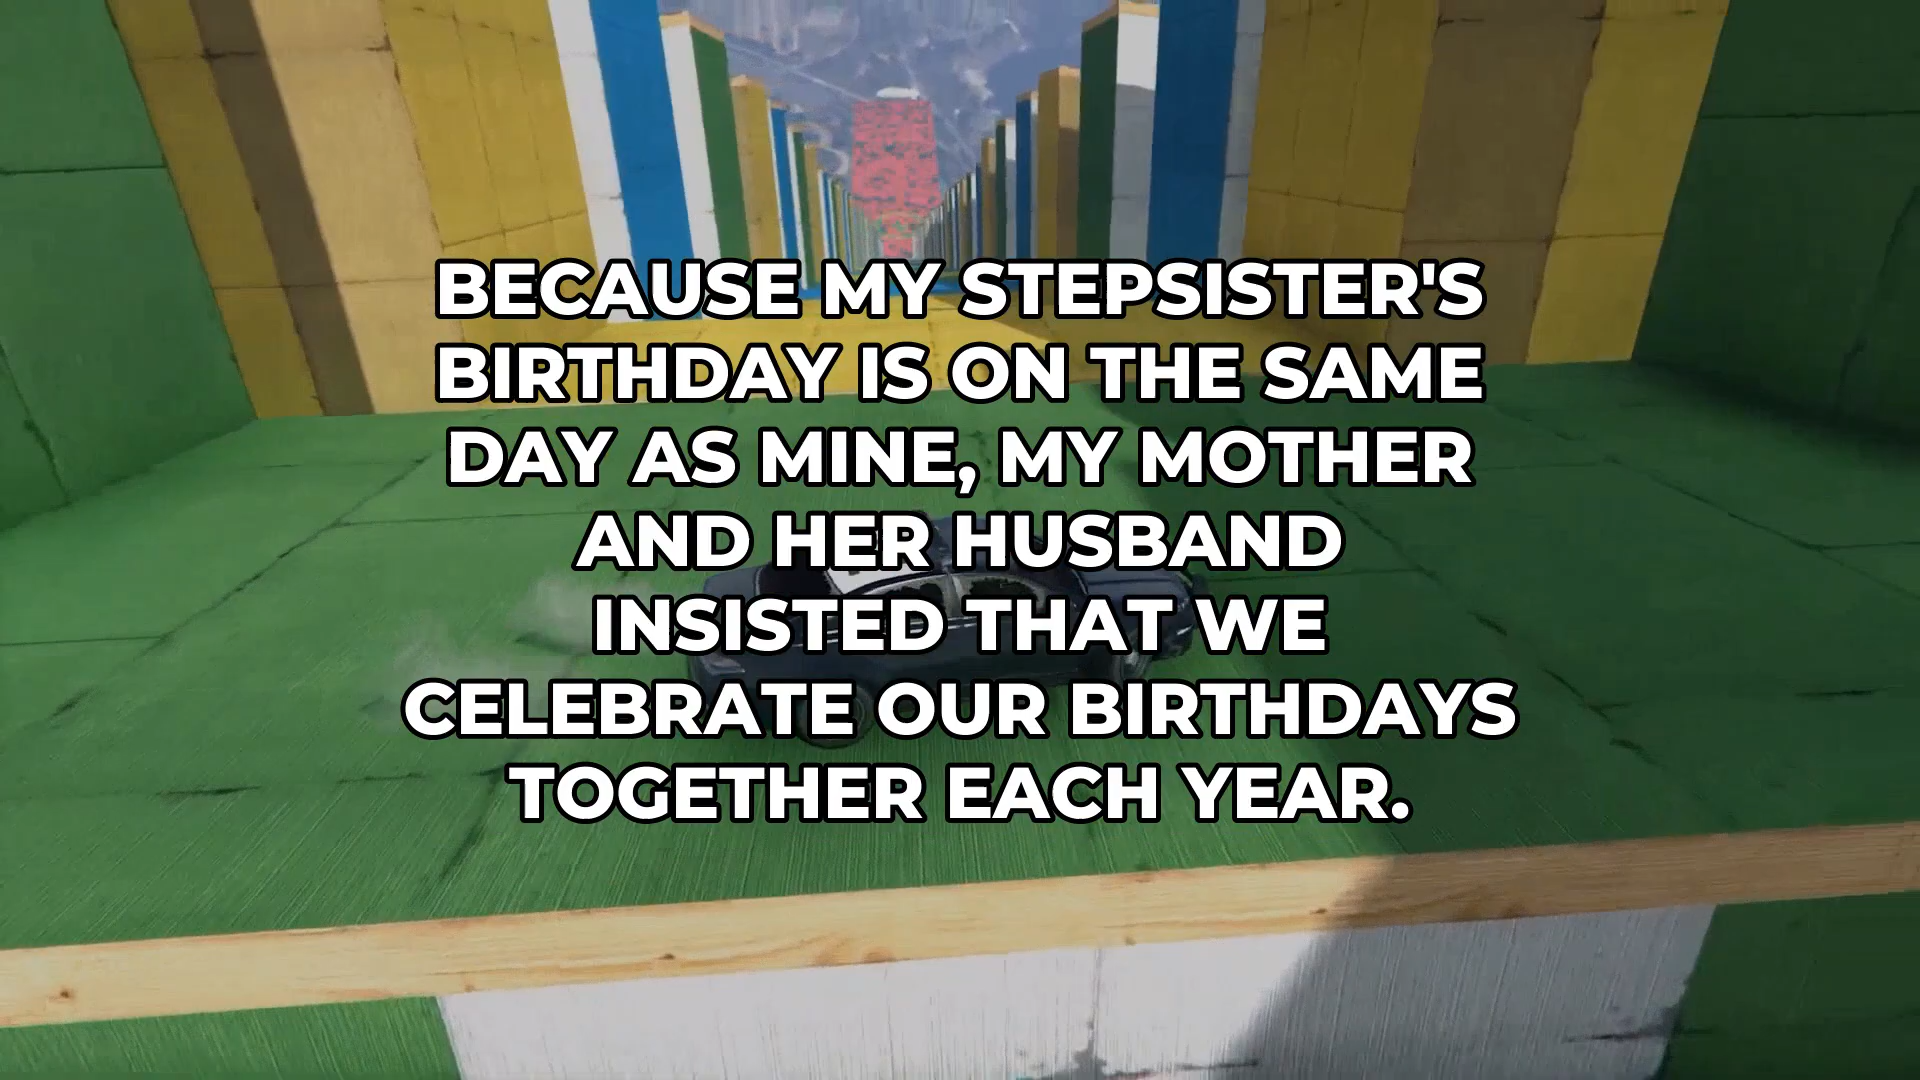 BECAUSE MY STEPSISTER'S
BIRTHDAY IS ON THE SAME
DAY AS MINE, MY MOTHER
AND HER HUSBAND
INSISTED THAT WE
CELEBRATE OUR BIRTHDAYS
TOGETHER EACH YEAR.